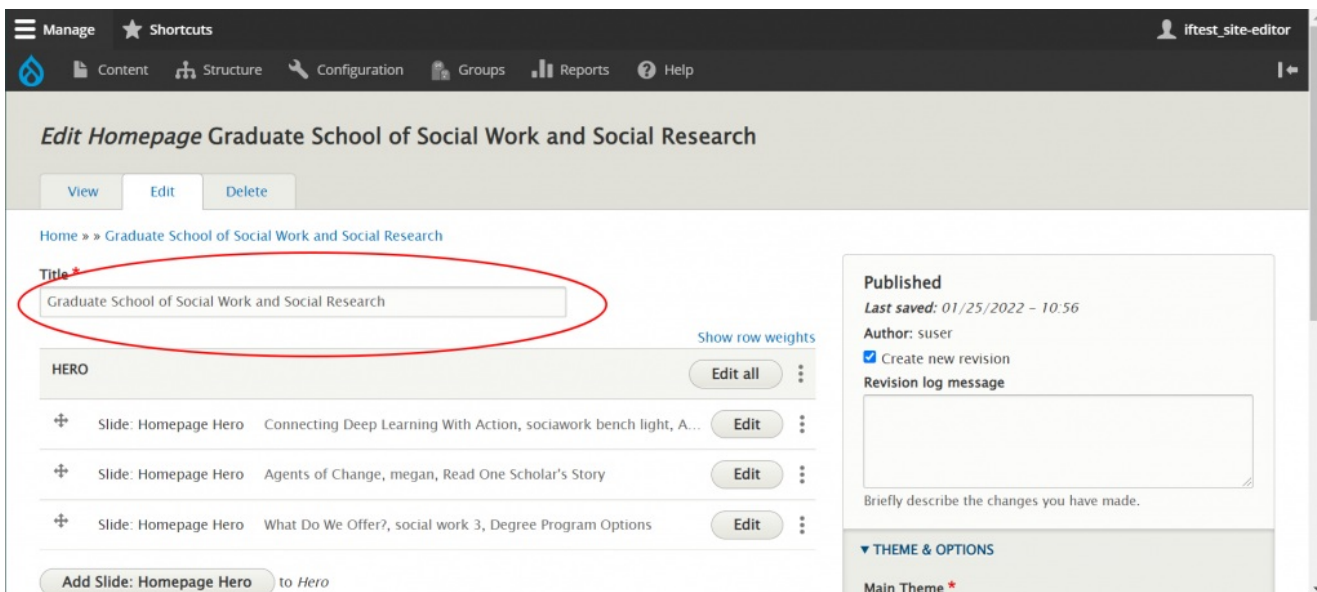 Manage Shortcuts iftest_site-editor
Content Structure Configuration Groups Reports Help
Edit Homepage Graduate School of Social Work and Social Research
View Edit Delete
Home » » Graduate School of Social Work and Social Research
Title *
Graduate School of Social Work and Social Research
Show row weights
HERO Edit all
Slide: Homepage Hero Connecting Deep Learning With Action, sociawork bench light, A... Edit
Slide: Homepage Hero Agents of Change, megan, Read One Scholar's Story Edit
Slide: Homepage Hero What Do We Offer?, social work 3, Degree Program Options Edit
Add Slide: Homepage Hero to Hero
Published
Last saved: 01/25/2022 – 10:56
Author: suser
Create new revision
Revision log message
Briefly describe the changes you have made.
▾ THEME & OPTIONS
Main Theme *